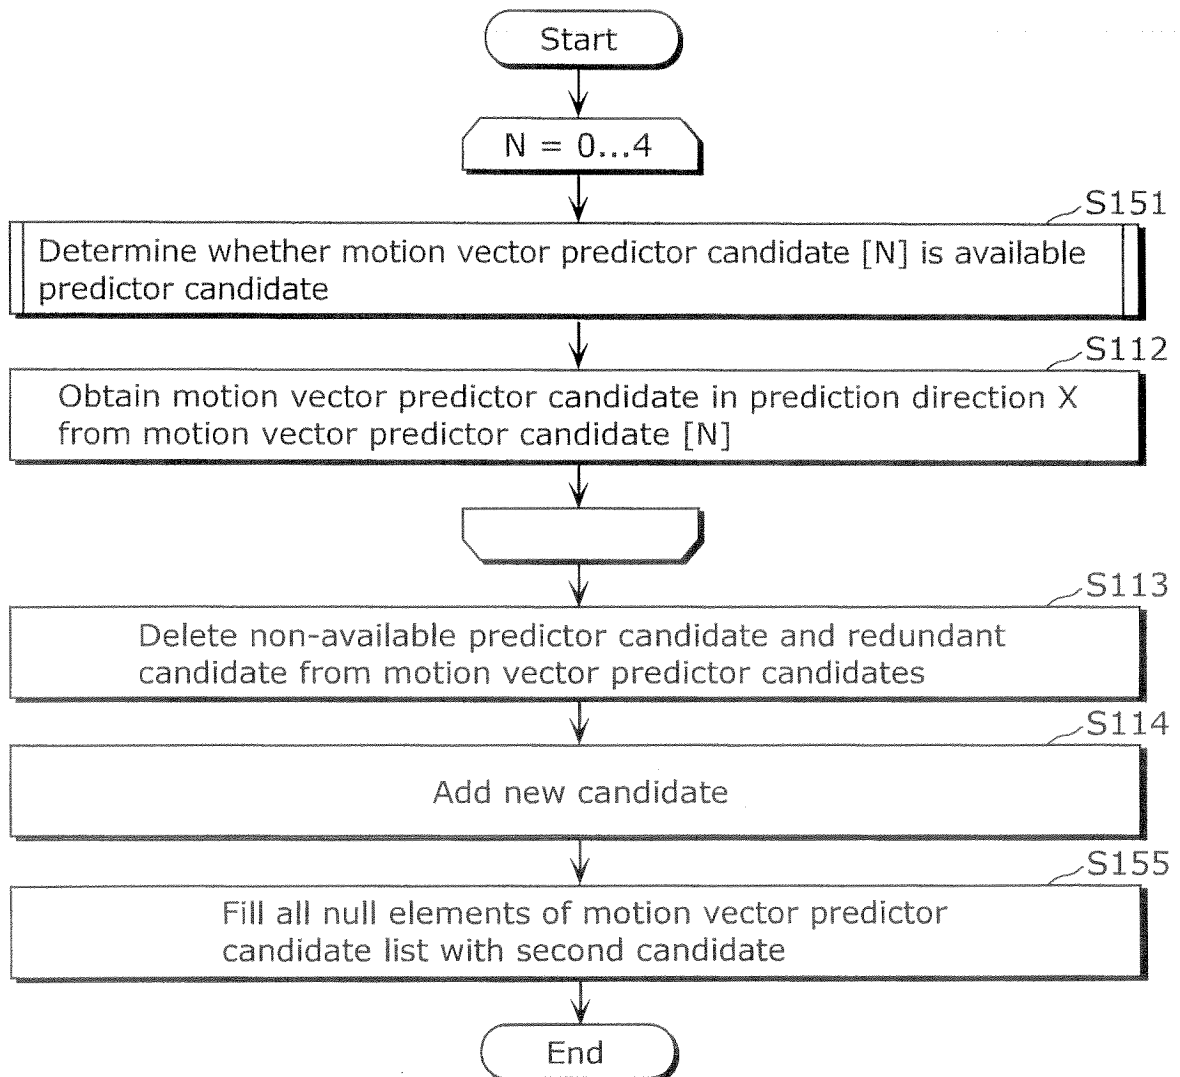 Start
N = 0...4
S151
Determine whether motion vector predictor candidate [N] is available
predictor candidate
S112
Obtain motion vector predictor candidate in prediction direction X
from motion vector predictor candidate [N]
S113
Delete non-available predictor candidate and redundant
candidate from motion vector predictor candidates
S114
Add new candidate
S155
Fill all null elements of motion vector predictor
candidate list with second candidate
End